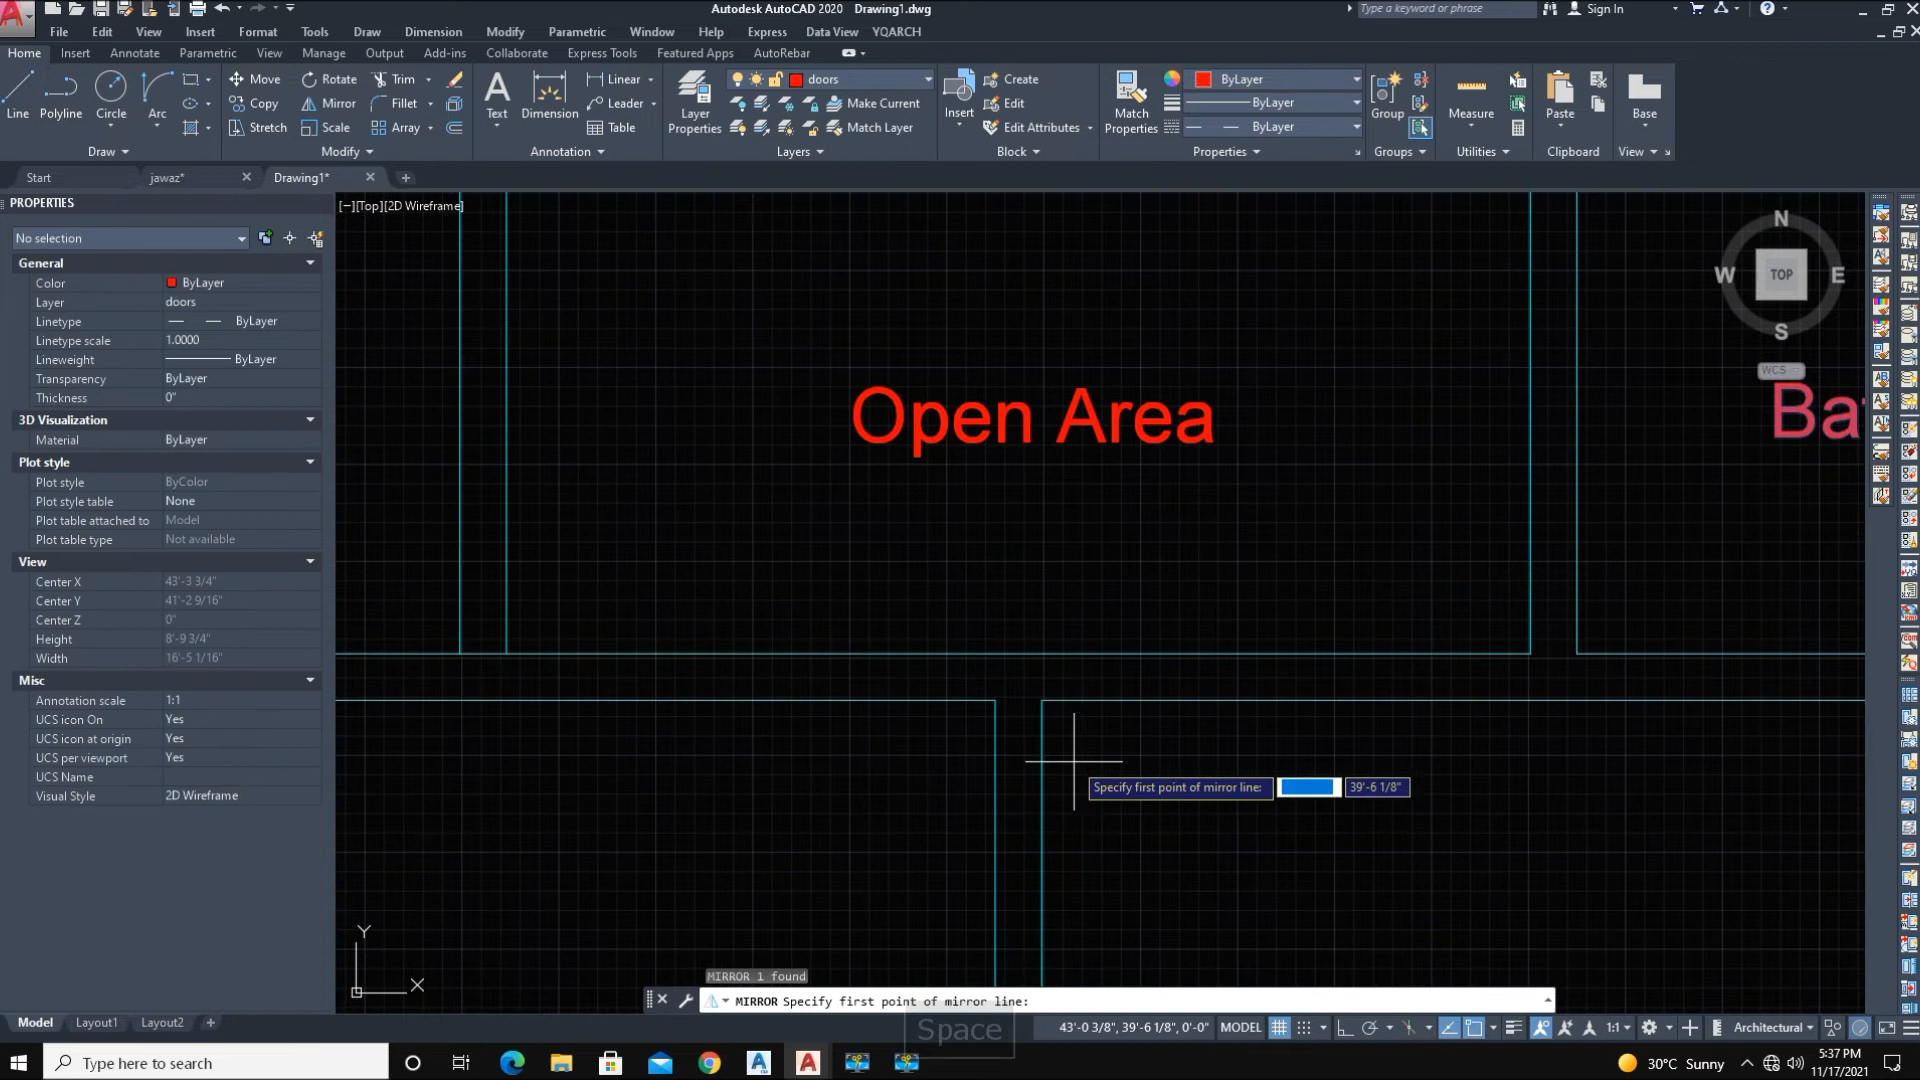 Autodesk AutoCAD 2020 Drawing1.dwg
Type a keyword or phrase
Sign In
File Edit View Insert Format Tools Draw Dimension Modify Parametric Window Help Express Data View YQARCH
Home Insert Annotate Parametric View Manage Output Add-ins Collaborate Express Tools Featured Apps AutoRebar
Line Polyline Circle Arc
Move Rotate Trim
Copy Mirror Fillet
Stretch Scale Array
Text Dimension
Linear
Leader
Table
Layer Properties
doors
Make Current
Match Layer
Insert
Create
Edit
Edit Attributes
Match Properties
ByLayer
ByLayer
ByLayer
Group
Measure
Paste
Base
Draw Modify Annotation Layers Block Properties Groups Utilities Clipboard View
Start jawaz* Drawing1*
PROPERTIES
No selection
General
Color ByLayer
Layer doors
Linetype ByLayer
Linetype scale 1.0000
Lineweight ByLayer
Transparency ByLayer
Thickness 0"
3D Visualization
Material ByLayer
Plot style
Plot style ByColor
Plot style table None
Plot table attached to Model
Plot table type Not available
View
Center X 43'-3 3/4"
Center Y 41'-2 9/16"
Center Z 0"
Height 8'-9 3/4"
Width 16'-5 1/16"
Misc
Annotation scale 1:1
UCS icon On Yes
UCS icon at origin Yes
UCS per viewport Yes
UCS Name
Visual Style 2D Wireframe
[−][Top][2D Wireframe]
N
W TOP E
S
WCS
Open Area
Specify first point of mirror line: 39'-6 1/8"
Y
X
MIRROR 1 found
MIRROR Specify first point of mirror line:
Space
Model Layout1 Layout2
43'-0 3/8", 39'-6 1/8", 0'-0" MODEL 1:1 Architectural
Type here to search
30°C Sunny
5:37 PM
11/17/2021